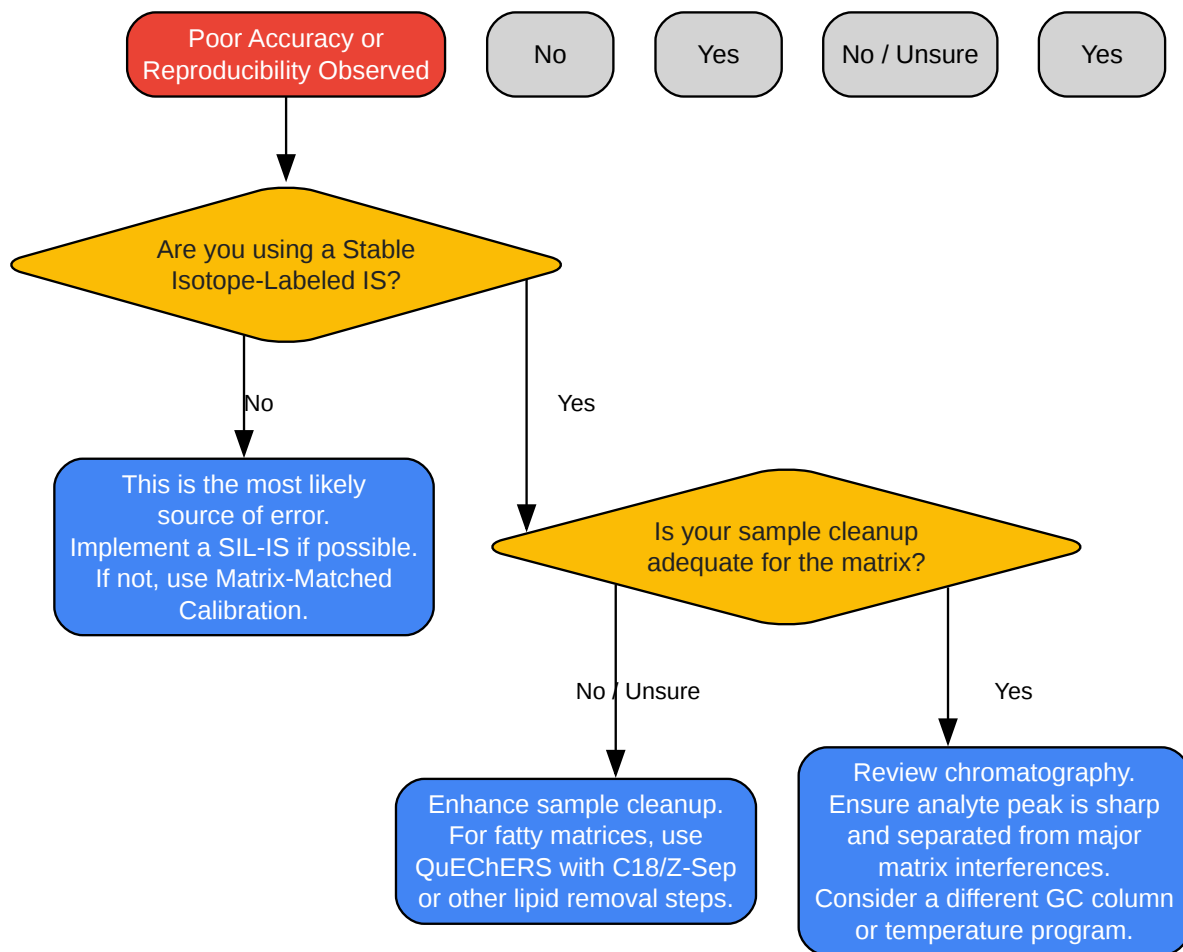 Poor Accuracy or
Reproducibility Observed
No
Yes
No / Unsure
Yes
Are you using a Stable
Isotope-Labeled IS?
No
Yes
This is the most likely
source of error.
Implement a SIL-IS if possible.
If not, use Matrix-Matched
Calibration.
Is your sample cleanup
adequate for the matrix?
No / Unsure
Yes
Enhance sample cleanup.
For fatty matrices, use
QuEChERS with C18/Z-Sep
or other lipid removal steps.
Review chromatography.
Ensure analyte peak is sharp
and separated from major
matrix interferences.
Consider a different GC column
or temperature program.